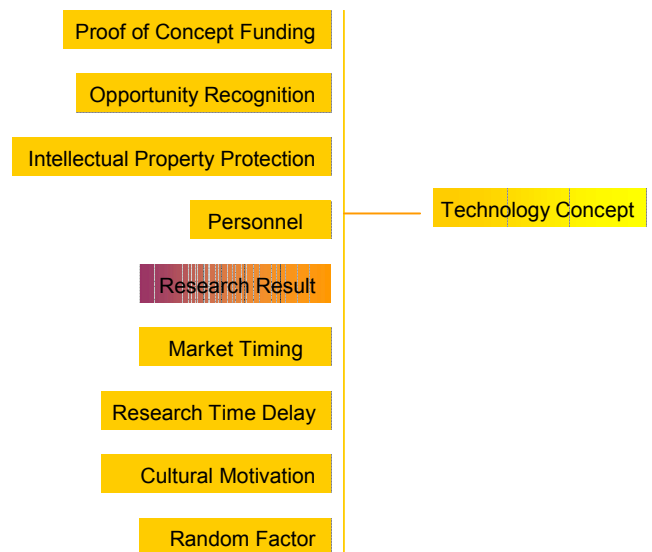 Proof of Concept Funding
Opportunity Recognition
Intellectual Property Protection
Personnel
Technology Concept
Research Result
Market Timing
Research Time Delay
Cultural Motivation
Random Factor